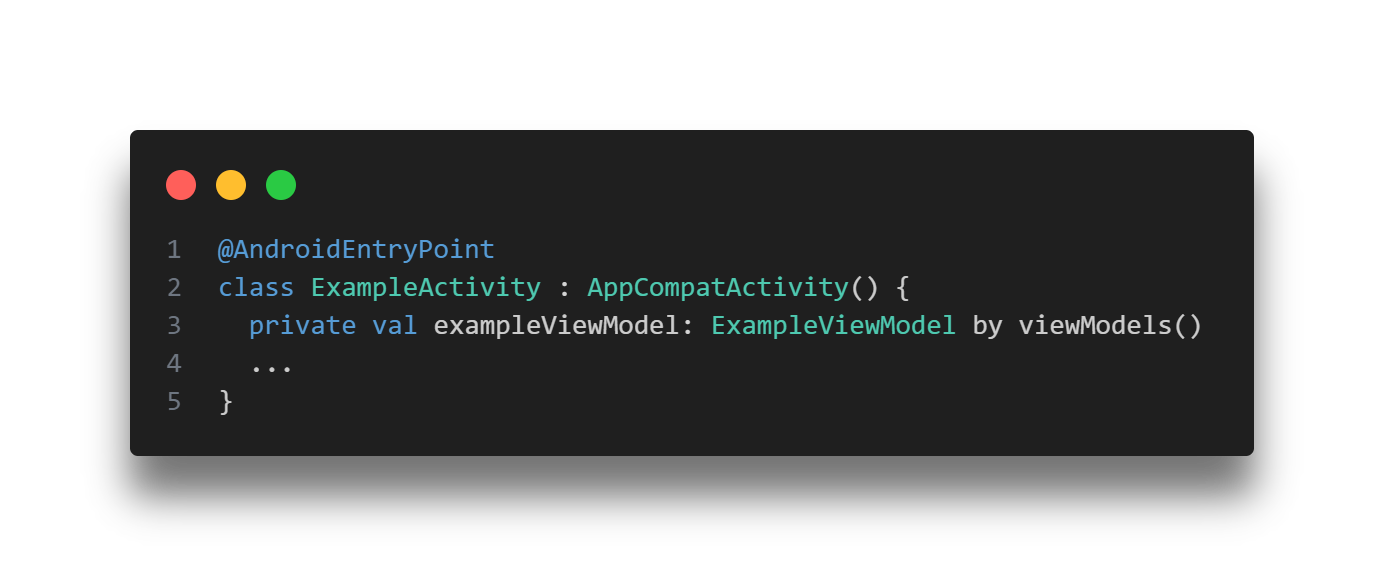 1 @AndroidEntryPoint
2 class ExampleActivity : AppCompatActivity() {
3   private val exampleViewModel: ExampleViewModel by viewModels()
4   ...
5 }